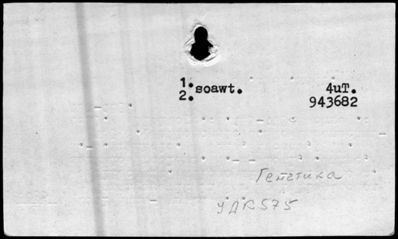 1. soawt. 4uT.
2. 943682
Генетика
УДК575